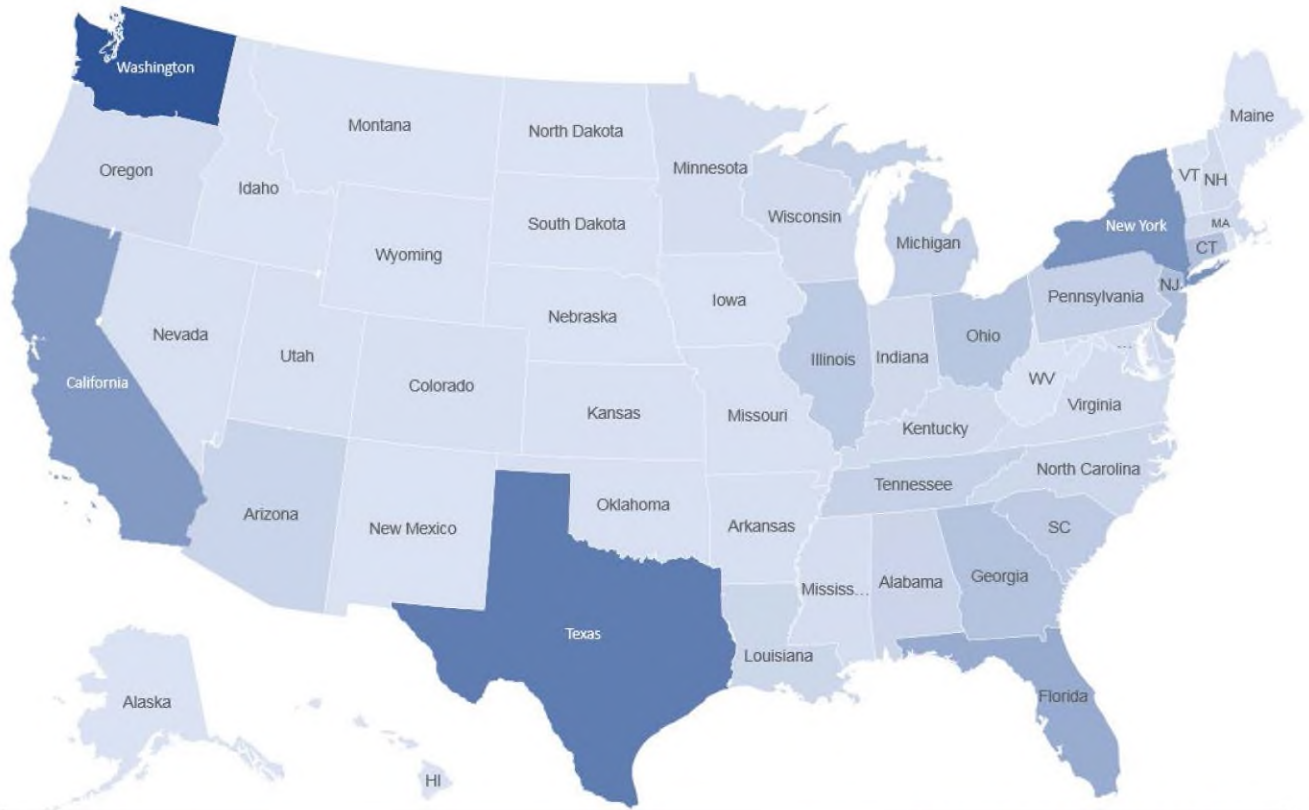 Washington
Montana
North Dakota
Minnesota
Maine
Oregon
Idaho
VT
NH
Wisconsin
South Dakota
New York
MA
Michigan
CT
Wyoming
Iowa
NJ
Pennsylvania
Nebraska
Nevada
Ohio
...
Utah
Illinois
Indiana
California
Colorado
WV
Virginia
Kansas
Missouri
Kentucky
North Carolina
Tennessee
Oklahoma
Arizona
New Mexico
Arkansas
SC
Georgia
Mississ...
Alabama
Texas
Louisiana
Florida
Alaska
HI